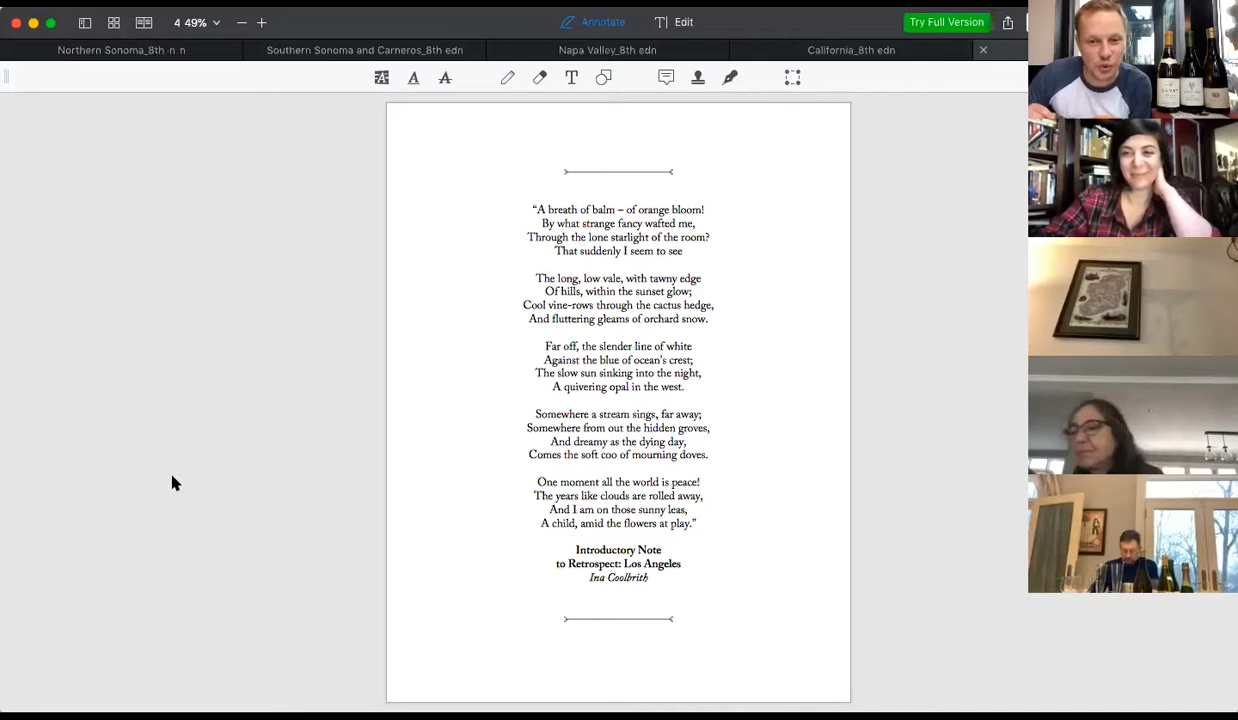 4 49%
Annotate
Edit
Try Full Version
Northern Sonoma_8th n n
Southern Sonoma and Carneros_8th edn
Napa Valley_8th edn
California_8th edn
“A breath of balm – of orange bloom!
By what strange fancy wafted me,
Through the lone starlight of the room?
That suddenly I seem to see
The long, low vale, with tawny edge
Of hills, within the sunset glow;
Cool vine-rows through the cactus hedge,
And fluttering gleams of orchard snow.
Far off, the slender line of white
Against the blue of ocean’s crest;
The slow sun sinking into the night,
A quivering opal in the west.
Somewhere a stream sings, far away;
Somewhere from out the hidden groves,
And dreamy as the dying day,
Comes the soft coo of mourning doves.
One moment all the world is peace!
The years like clouds are rolled away,
And I am on those sunny leas,
A child, amid the flowers at play.”
Introductory Note
to Retrospect: Los Angeles
Ina Coolbrith